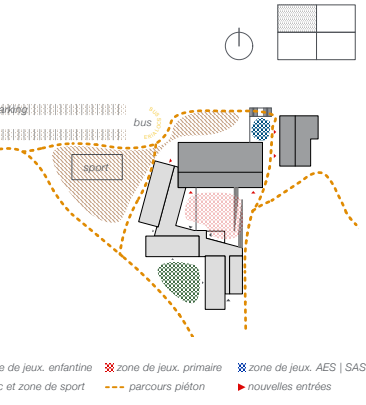 arking
bus
sport
e de jeux. enfantine
zone de jeux. primaire
zone de jeux. AES | SAS
c et zone de sport
parcours piéton
nouvelles entrées